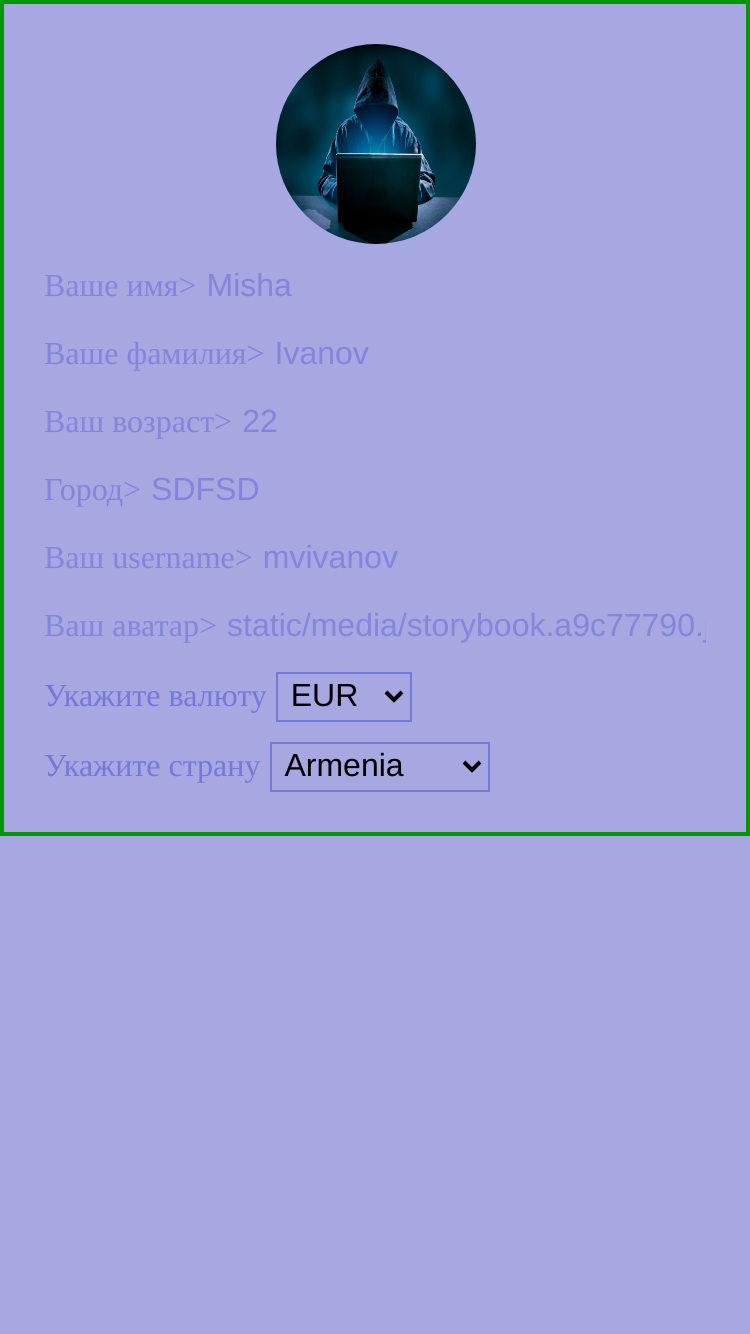 Ваше имя> Misha
Ваше фамилия> Ivanov
Ваш возраст> 22
Город> SDFSD
Ваш username> mvivanov
Ваш аватар> static/media/storybook.a9c77790.
Укажите валюту EUR
Укажите страну Armenia